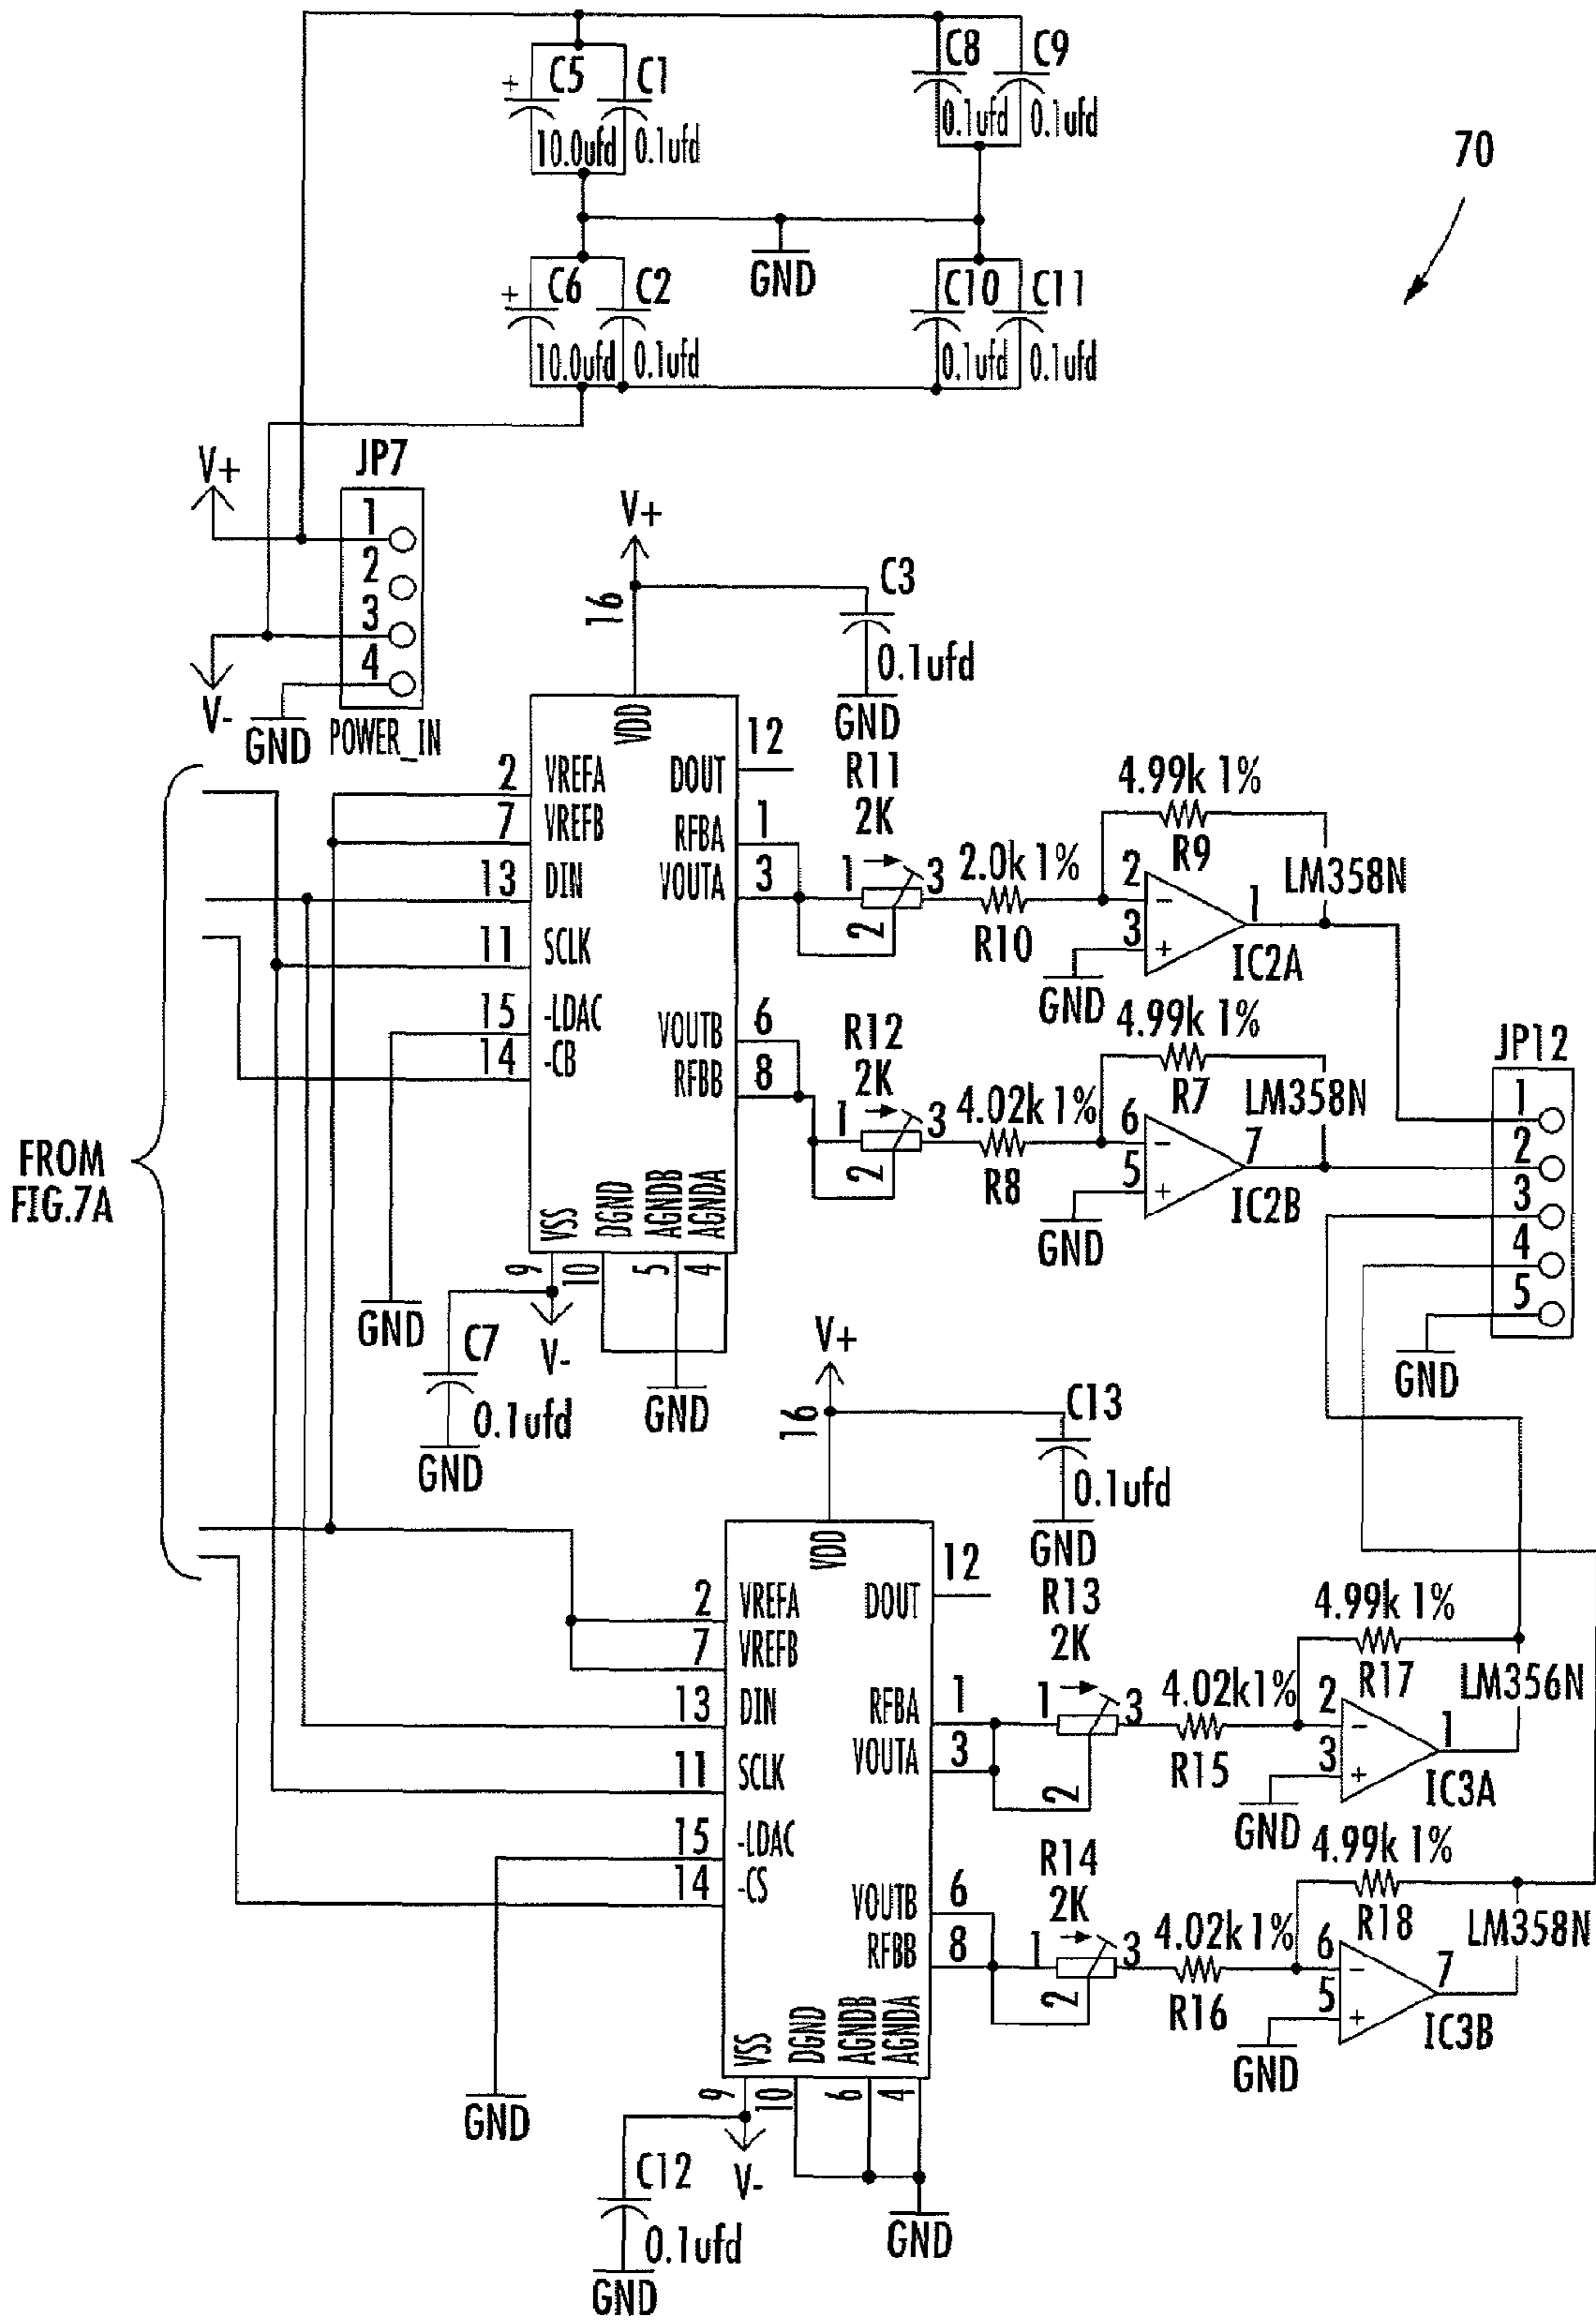 C5 C1
+
10.0ufd 0.1ufd
C8 C9
0.1ufd 0.1ufd
70
GND
C6 C2
+
10.0ufd 0.1ufd
C10 C11
0.1ufd 0.1ufd
JP7
V+
1
2
3
4
V-
GND
POWER_IN
V+
16
C3
0.1ufd
GND
VDD
2 VREFA
7 VREFB
13 DIN
11 SCLK
15 -LDAC
14 -CB
DOUT 12
RFBA 1
VOUTA 3
VOUTB 6
RFBB 8
VSS
DGND
AGNDB
AGNDA
9
10
5
4
R11
2K
1 3
2
2.0k 1%
R10
4.99k 1%
R9
LM358N
2 -
3 +
1
IC2A
GND
R12
2K
1 3
2
4.02k 1%
R8
4.99k 1%
R7
LM358N
6 -
5 +
7
IC2B
GND
JP12
1
2
3
4
5
GND
FROM
FIG.7A
GND
C7
0.1ufd
GND
V-
GND
V+
16
C13
0.1ufd
GND
VDD
2 VREFA
7 VREFB
13 DIN
11 SCLK
15 -LDAC
14 -CS
DOUT 12
RFBA 1
VOUTA 3
VOUTB 6
RFBB 8
VSS
DGND
AGNDB
AGNDA
9
10
6
4
R13
2K
1 3
2
4.02k1%
R15
4.99k 1%
R17
LM356N
2 -
3 +
1
IC3A
GND
R14
2K
1 3
2
4.02k1%
R16
4.99k 1%
R18
LM358N
6 -
5 +
7
IC3B
GND
GND
C12
0.1ufd
GND
V-
GND